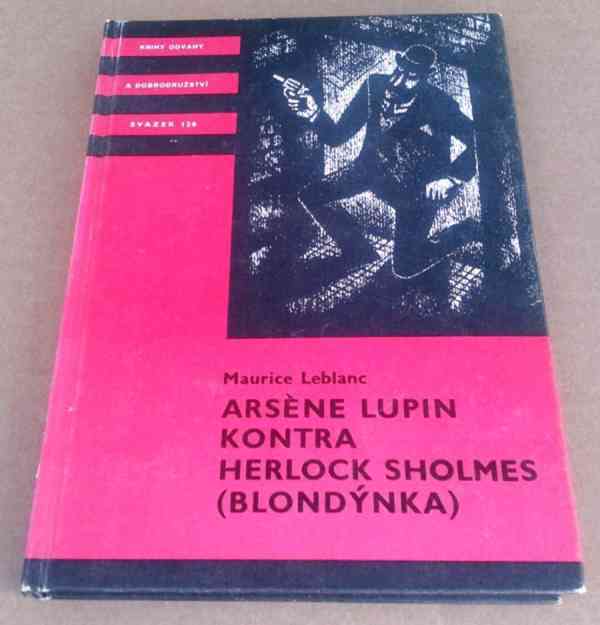 KNIHY ODVAHY
A DOBRODRUŽSTVÍ
SVAZEK 126
Maurice Leblanc
ARSÈNE LUPIN
KONTRA
HERLOCK SHOLMES
(BLONDÝNKA)